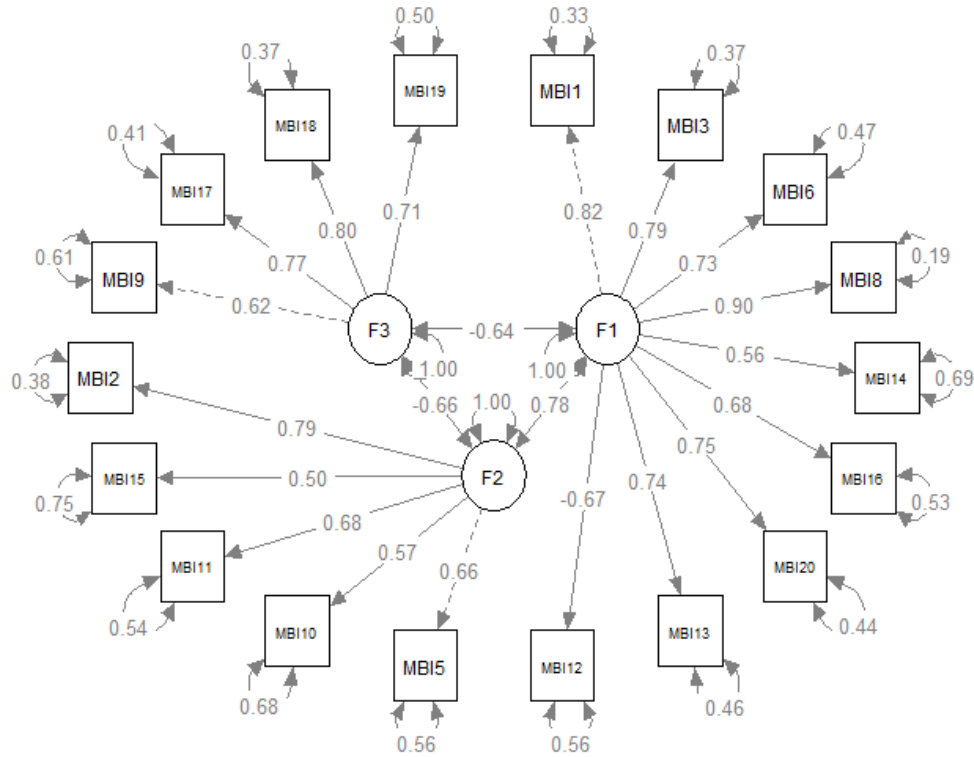 0.50 0.33
0.37 0.37
MBI19 MBI1
MBI18 MBI3
0.41 0.47
MBI17 MBI6
0.71 0.82
0.80 0.79
0.61 MBI9 0.77 0.73 MBI8 0.19
0.62 0.90
F3 -0.64 F1
1.00 1.00 0.56
0.38 MBI2 MBI14 0.69
-0.66 1.00 0.78
0.79 0.75 0.68
0.75 MBI15 0.50 F2 -0.67 0.74 MBI16 0.53
0.68
0.57
MBI11 0.66 MBI20
0.54 0.44
MBI10 MBI13
MBI5 MBI12
0.68 0.46
0.56 0.56